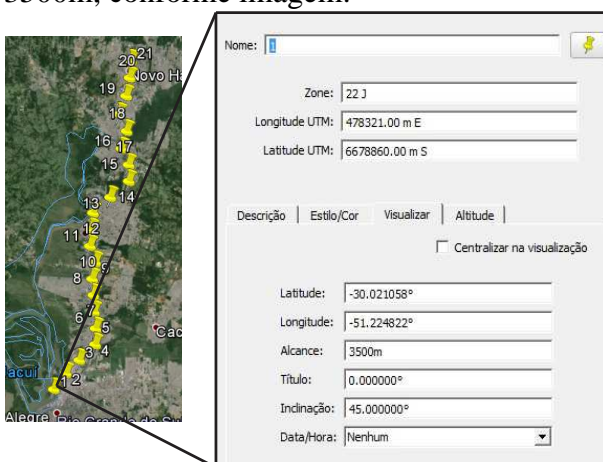 3500m, conforme imagem.
Nome: 1
Zone: 22 J
Longitude UTM: 478321.00 m E
Latitude UTM: 6678860.00 m S
Descrição Estilo/Cor Visualizar Altitude
Centralizar na visualização
Latitude: -30.021058°
Longitude: -51.224822°
Alcance: 3500m
Título: 0.000000°
Inclinação: 45.000000°
Data/Hora: Nenhum
21
20
Novo H
19
18
16 17
15
14
13
12
11
10 9
8
7
6
5
Cac
3 4
acuí
1 2
Alegre Rio Grande do Su